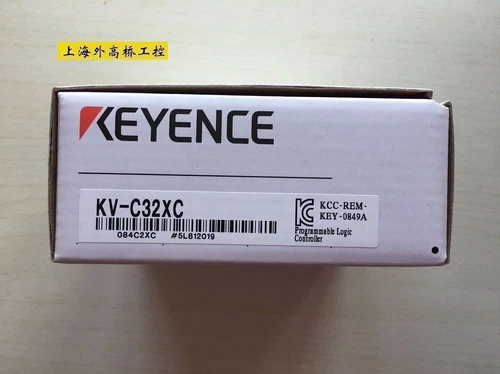 上海外高桥工控
KEYENCE
KV-C32XC
084C2XC #5L812019
KCC-REM-
KEY-0849A
Programmable Logic
Controller